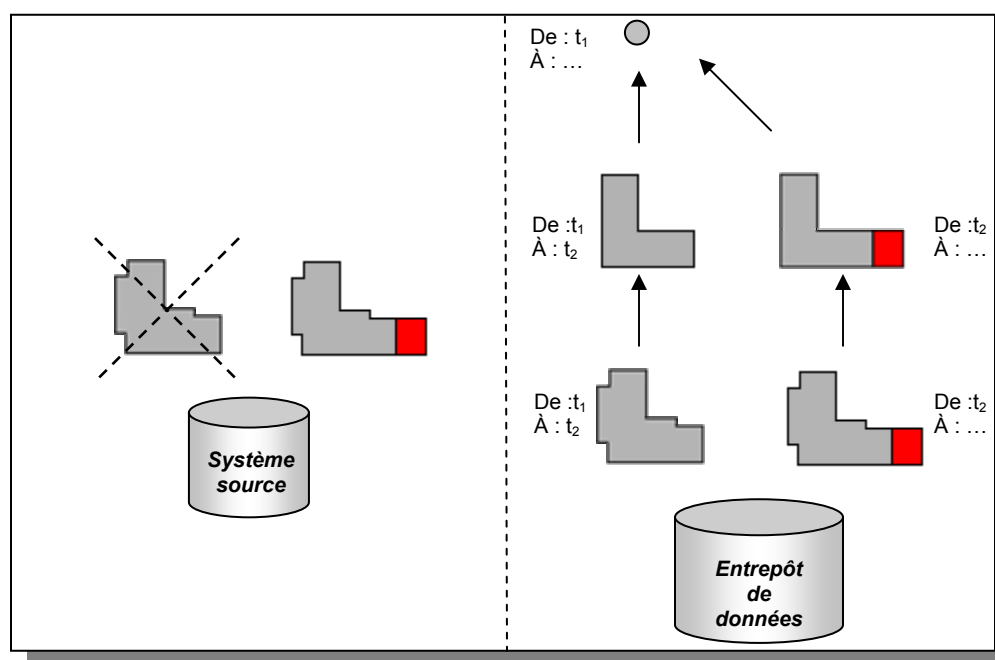 De : t₁
À : …
De :t₁
À : t₂
De :t₂
À : …
De :t₁
À : t₂
De :t₂
À : …
Système
source
Entrepôt
de
données